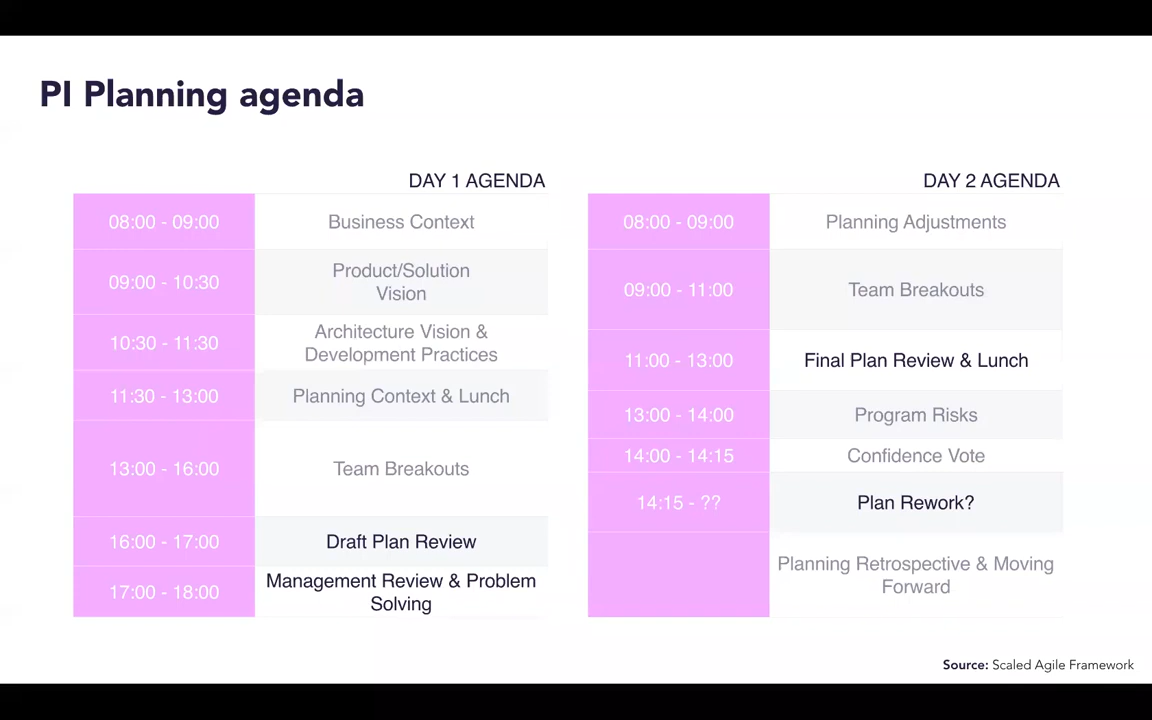 PI Planning agenda
DAY 1 AGENDA
08:00 - 09:00 Business Context
09:00 - 10:30 Product/Solution
Vision
10:30 - 11:30 Architecture Vision &
Development Practices
11:30 - 13:00 Planning Context & Lunch
13:00 - 16:00 Team Breakouts
16:00 - 17:00 Draft Plan Review
17:00 - 18:00 Management Review & Problem
Solving
DAY 2 AGENDA
08:00 - 09:00 Planning Adjustments
09:00 - 11:00 Team Breakouts
11:00 - 13:00 Final Plan Review & Lunch
13:00 - 14:00 Program Risks
14:00 - 14:15 Confidence Vote
14:15 - ?? Plan Rework?
Planning Retrospective & Moving
Forward
Source: Scaled Agile Framework